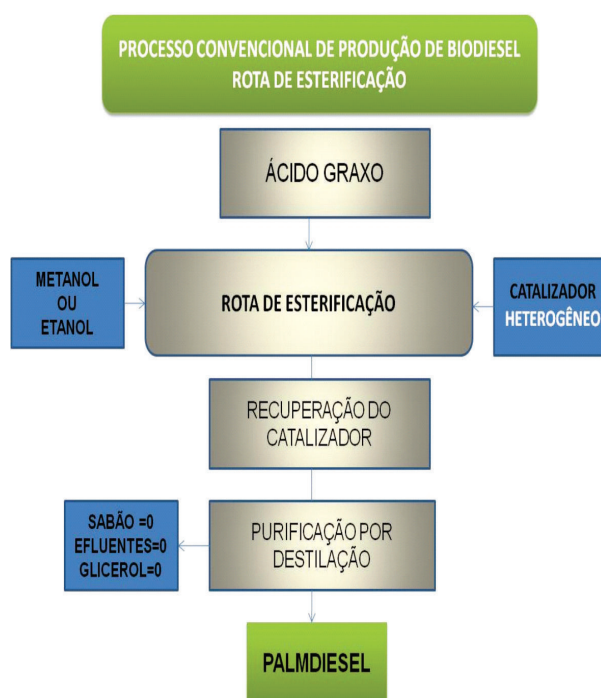 PROCESSO CONVENCIONAL DE PRODUÇÃO DE BIODIESEL
ROTA DE ESTERIFICAÇÃO
ÁCIDO GRAXO
METANOL
OU
ETANOL
ROTA DE ESTERIFICAÇÃO
CATALIZADOR
HETEROGÊNEO
RECUPERAÇÃO DO
CATALIZADOR
SABÃO =0
EFLUENTES=0
GLICEROL=0
PURIFICAÇÃO POR
DESTILAÇÃO
PALMDIESEL